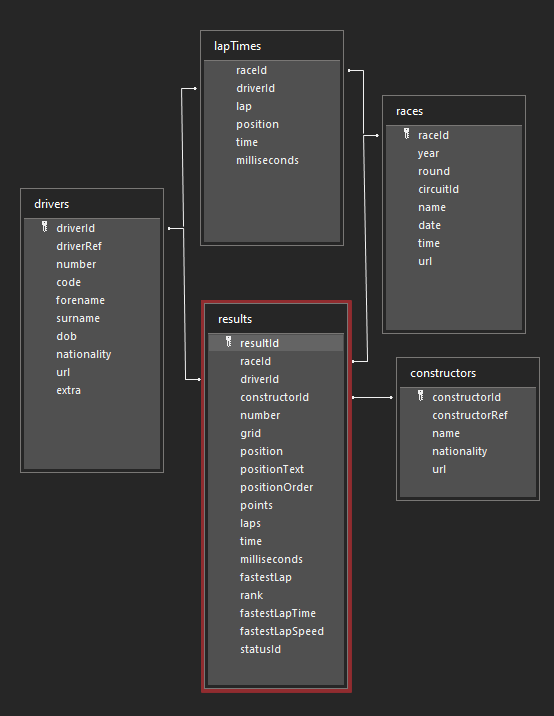 lapTimes
raceId
driverId
lap
position
time
milliseconds
races
raceId
year
round
circuitId
name
date
time
url
drivers
driverId
driverRef
number
code
forename
surname
dob
nationality
url
extra
results
resultId
raceId
driverId
constructorId
number
grid
position
positionText
positionOrder
points
laps
time
milliseconds
fastestLap
rank
fastestLapTime
fastestLapSpeed
statusId
constructors
constructorId
constructorRef
name
nationality
url